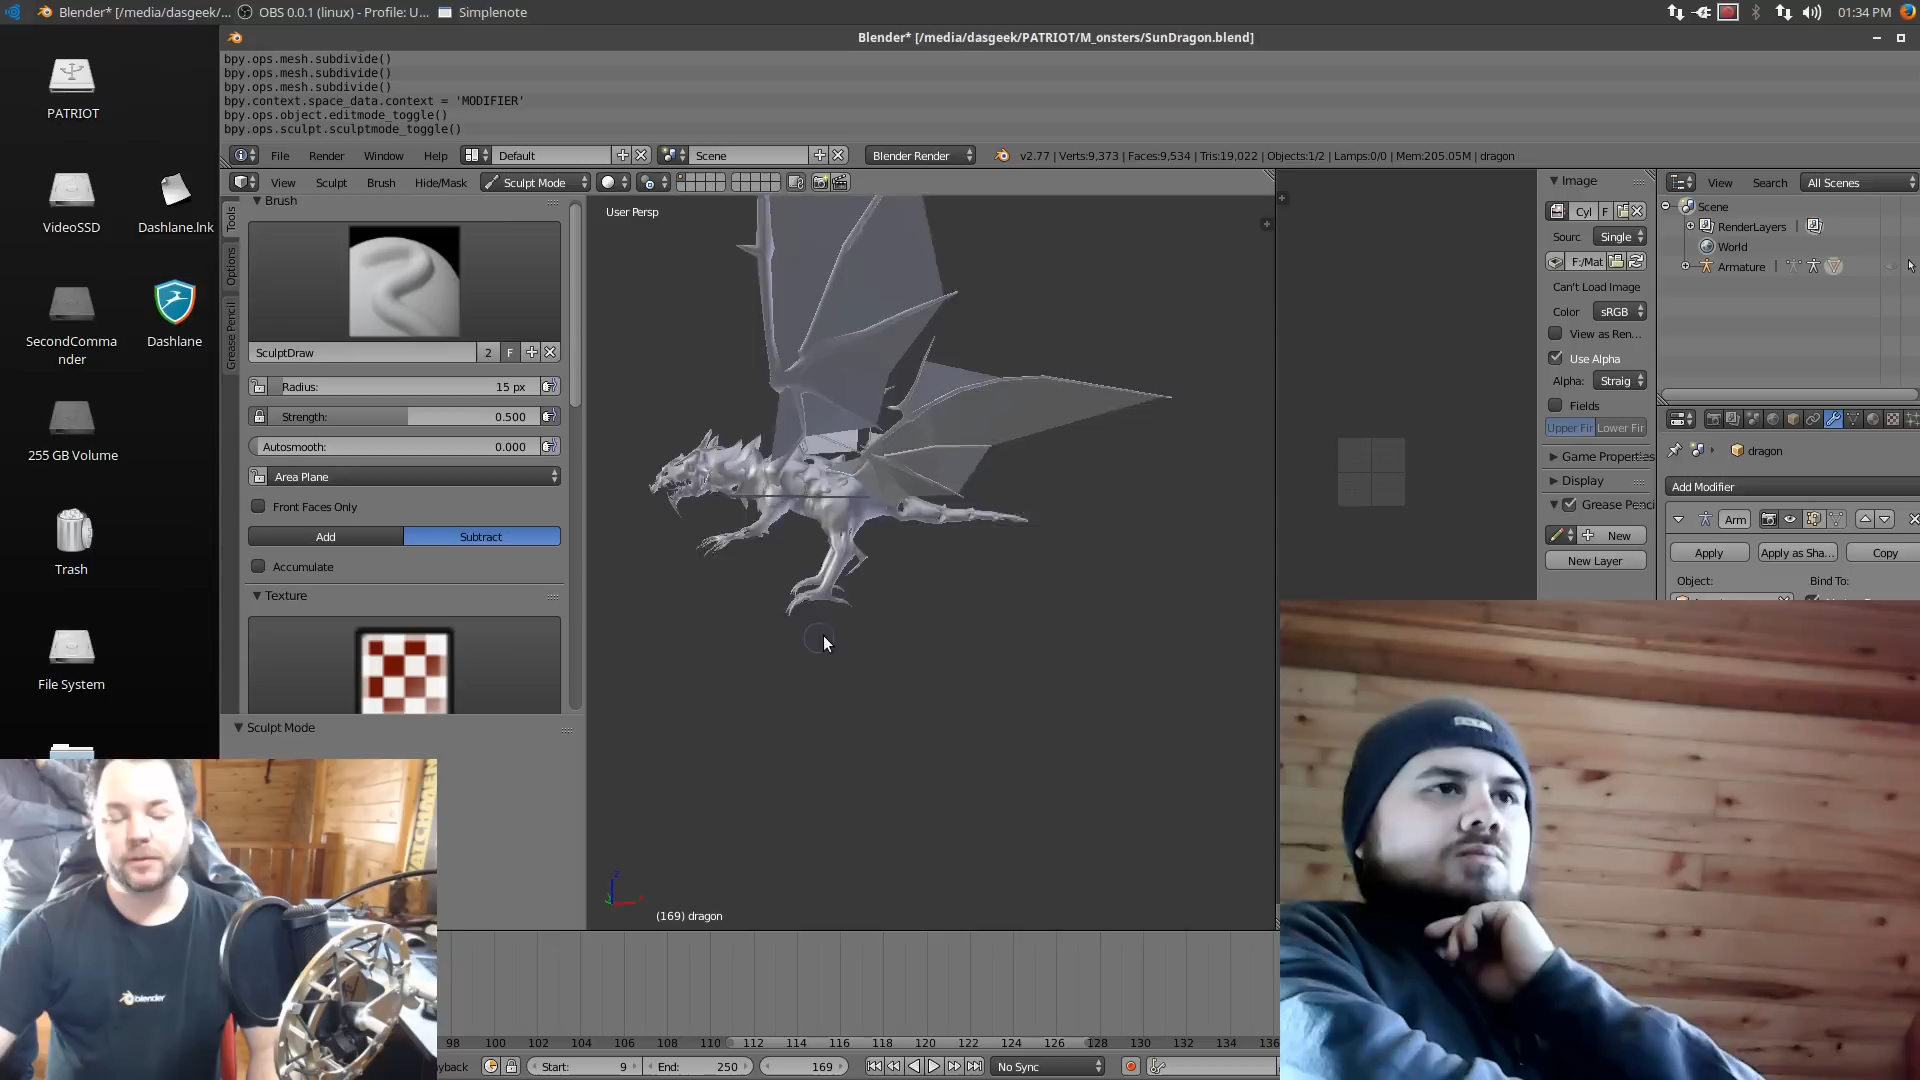 Blender* [/media/dasgeek/...
OBS 0.0.1 (linux) - Profile: U...
Simplenote
01:34 PM
Blender* [/media/dasgeek/PATRIOT/M_onsters/SunDragon.blend]
PATRIOT
VideoSSD
Dashlane.lnk
SecondComma
nder
Dashlane
255 GB Volume
Trash
File System
bpy.ops.mesh.subdivide()
bpy.ops.mesh.subdivide()
bpy.ops.mesh.subdivide()
bpy.context.space_data.context = 'MODIFIER'
bpy.ops.object.editmode_toggle()
bpy.ops.sculpt.sculptmode_toggle()
File Render Window Help Default Scene Blender Render v2.77 | Verts:9,373 | Faces:9,534 | Tris:19,022 | Objects:1/2 | Lamps:0/0 | Mem:205.05M | dragon
View Sculpt Brush Hide/Mask Sculpt Mode
Tools
Options
Grease Pencil
Brush
SculptDraw 2 F
Radius: 15 px
Strength: 0.500
Autosmooth: 0.000
Area Plane
Front Faces Only
Add Subtract
Accumulate
Texture
Sculpt Mode
User Persp
(169) dragon
Image
Cyl F
Sourc Single
F:/Mat
Can't Load Image
Color sRGB
View as Ren...
Use Alpha
Alpha: Straig
Fields
Upper Fir Lower Fir
Game Properties
Display
Grease Penci
New
New Layer
View Search All Scenes
Scene
RenderLayers
World
Armature
dragon
Add Modifier
Arm
Apply Apply as Sha... Copy
Object: Bind To:
blender
98 100 102 104 106 108 110 112 114 116 118 120 122 124 126 128 130 132 134 136
yback Start: 9 End: 250 169 No Sync